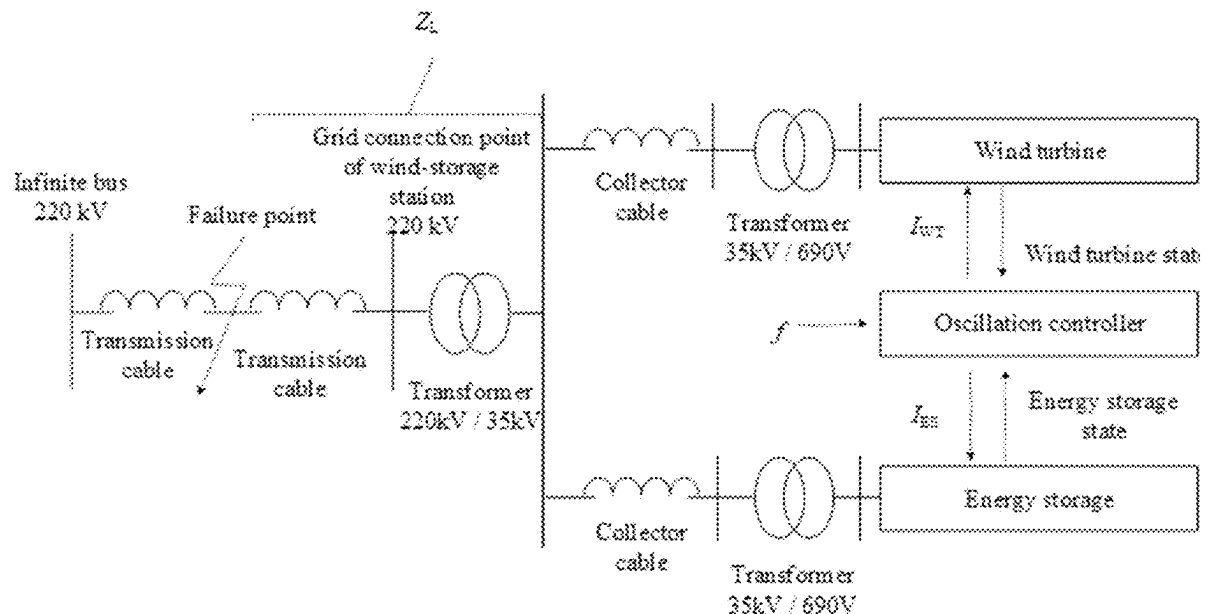 Z_L
Infinite bus
220 kV
Failure point
Grid connection point
of wind-storage
station
220 kV
Transmission
cable
Transmission
cable
Transformer
220kV / 35kV
Collector
cable
Transformer
35kV / 690V
Wind turbine
I_WT
Wind turbine state
f
Oscillation controller
I_ES
Energy storage
state
Energy storage
Collector
cable
Transformer
35kV / 690V